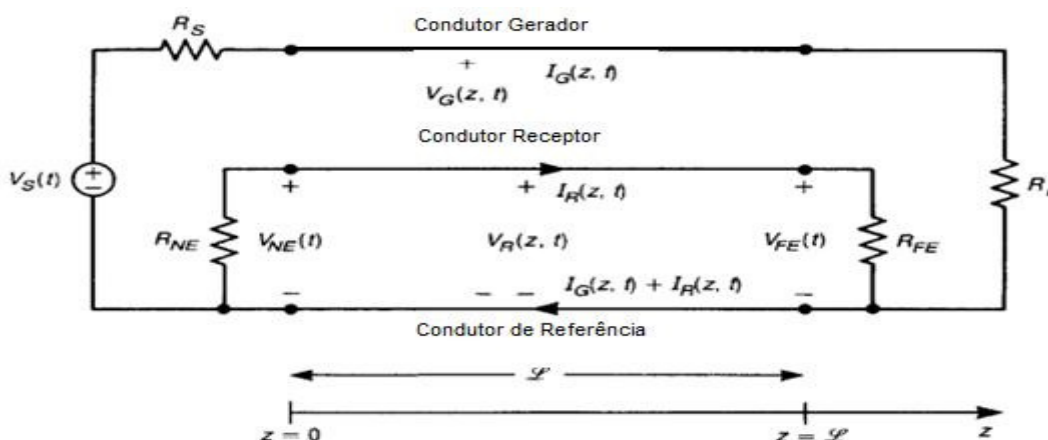 Condutor Gerador
R_S
+ I_G(z, t)
V_G(z, t)
Condutor Receptor
V_S(t)
+ -
+ + I_R(z, t) +
R_NE V_NE(t) V_R(z, t) V_FE(t) R_FE
- - - I_G(z, t) + I_R(z, t) -
Condutor de Referência
ℒ
z = 0 z = ℒ z